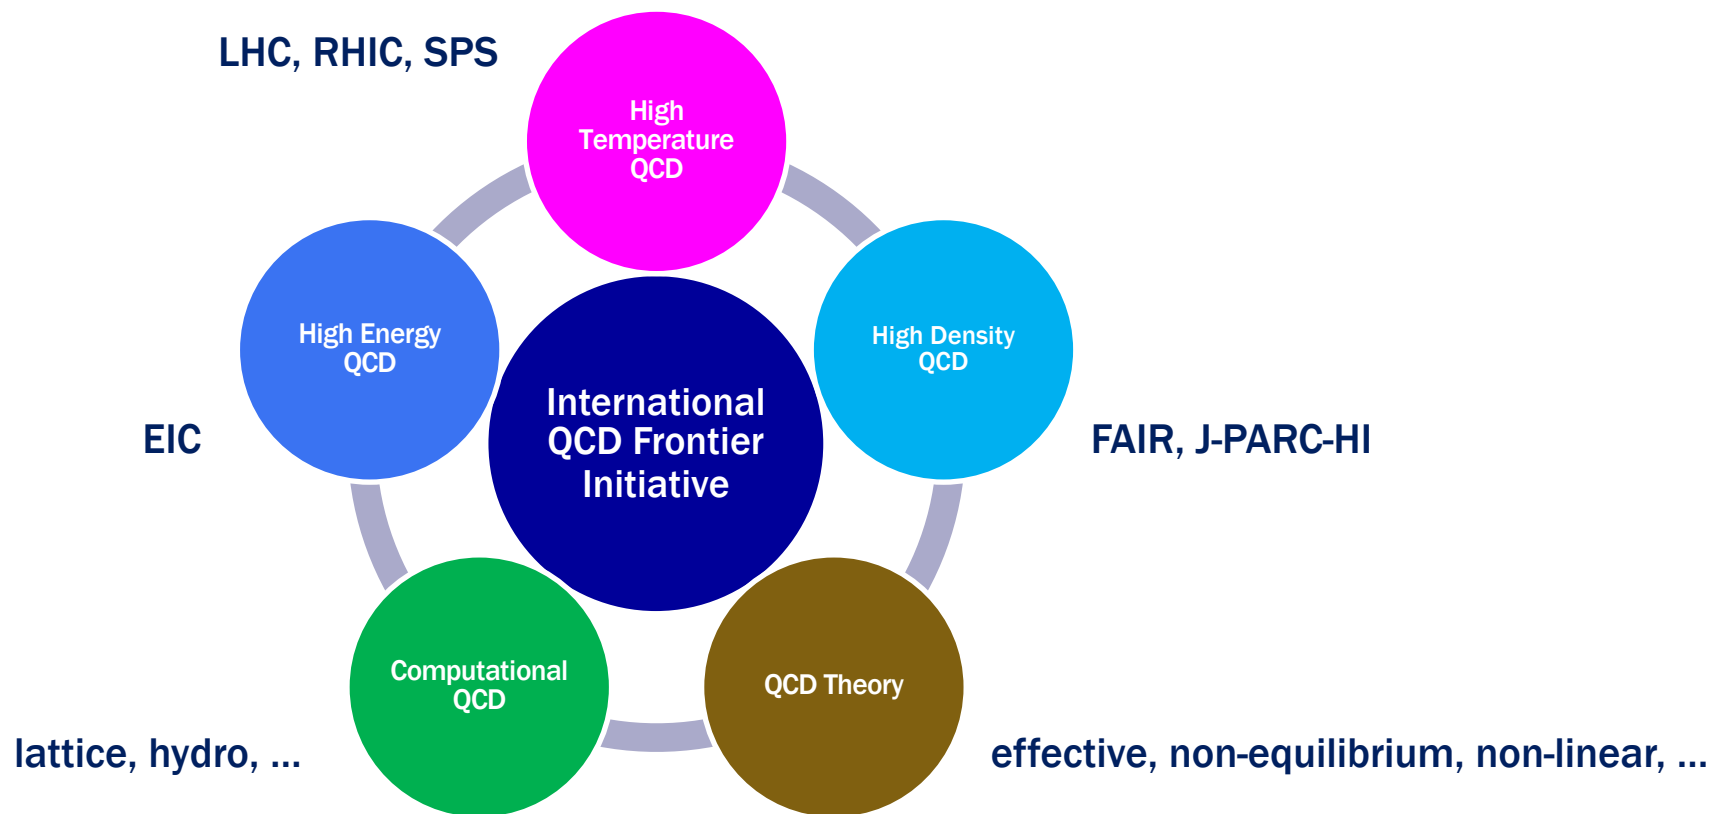 LHC, RHIC, SPS
High
Temperature
QCD
High Energy
QCD
High Density
QCD
International
QCD Frontier
Initiative
EIC
FAIR, J-PARC-HI
Computational
QCD
QCD Theory
lattice, hydro, ...
effective, non-equilibrium, non-linear, ...